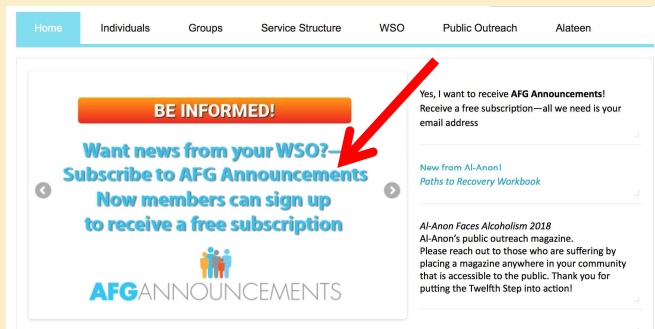 Home Individuals Groups Service Structure WSO Public Outreach Alateen
BE INFORMED!
Want news from your WSO?—
Subscribe to AFG Announcements
Now members can sign up
to receive a free subscription
AFGANNOUNCEMENTS
Yes, I want to receive AFG Announcements!
Receive a free subscription—all we need is your
email address
New from Al-Anon!
Paths to Recovery Workbook
Al-Anon Faces Alcoholism 2018
Al-Anon's public outreach magazine.
Please reach out to those who are suffering by
placing a magazine anywhere in your community
that is accessible to the public. Thank you for
putting the Twelfth Step into action!